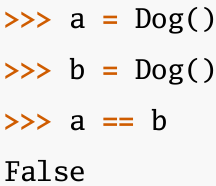 >>> a = Dog()
>>> b = Dog()
>>> a == b
False